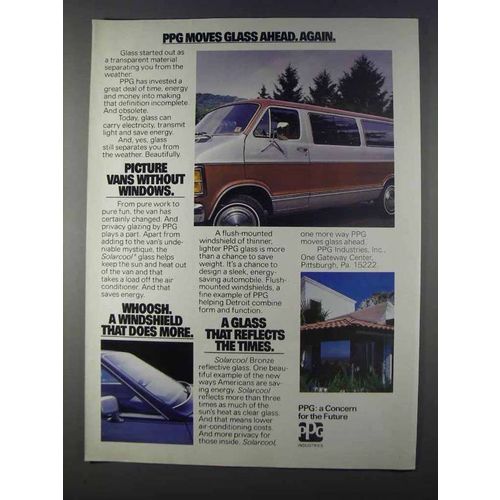 PPG MOVES GLASS AHEAD. AGAIN.
Glass started out as
a transparent material
separating you from the
weather.
PPG has invested a
great deal of time, energy
and money into making
that definition incomplete.
And obsolete.
Today, glass can
carry electricity, transmit
light and save energy.
And, yes, glass
still separates you from
the weather. Beautifully.
PICTURE
VANS WITHOUT
WINDOWS.
From pure work to
pure fun, the van has
certainly changed. And
privacy glazing by PPG
plays a part. Apart from
adding to the van's unde-
niable mystique, the
Solarcool® glass helps
keep the sun and heat out
of the van and that
takes a load off the air
conditioner. And that
saves energy.
WHOOSH.
A WINDSHIELD
THAT DOES MORE.
A flush-mounted
windshield of thinner,
lighter PPG glass is more
than a chance to save
weight. It's a chance to
design a sleek, energy-
saving automobile. Flush-
mounted windshields, a
fine example of PPG
helping Detroit combine
form and function.
A GLASS
THAT REFLECTS
THE TIMES.
Solarcool Bronze
reflective glass. One beau-
tiful example of the new
ways Americans are sav-
ing energy. Solarcool
reflects more than three
times as much of the
sun's heat as clear glass.
And that means lower
air-conditioning costs.
And more privacy for
those inside. Solarcool,
one more way PPG
moves glass ahead.
PPG Industries, Inc.,
One Gateway Center,
Pittsburgh, Pa. 15222
PPG: a Concern
for the Future
PPG
INDUSTRIES